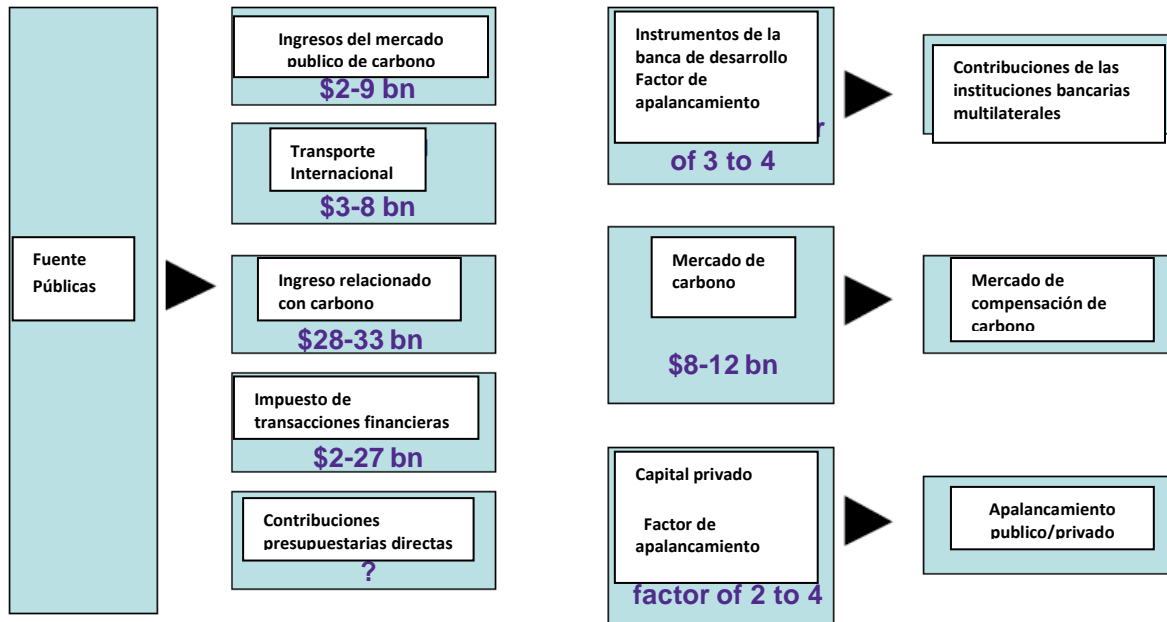 Fuente
Públicas
Ingresos del mercado
publico de carbono
$2-9 bn
Transporte
Internacional
$3-8 bn
Ingreso relacionado
con carbono
$28-33 bn
Impuesto de
transacciones financieras
$2-27 bn
Contribuciones
presupuestarias directas
?
Instrumentos de la
banca de desarrollo
Factor de
apalancamiento
of 3 to 4
Contribuciones de las
instituciones bancarias
multilaterales
Mercado de
carbono
$8-12 bn
Mercado de
compensación de
carbono
Capital privado
Factor de
apalancamiento
factor of 2 to 4
Apalancamiento
publico/privado